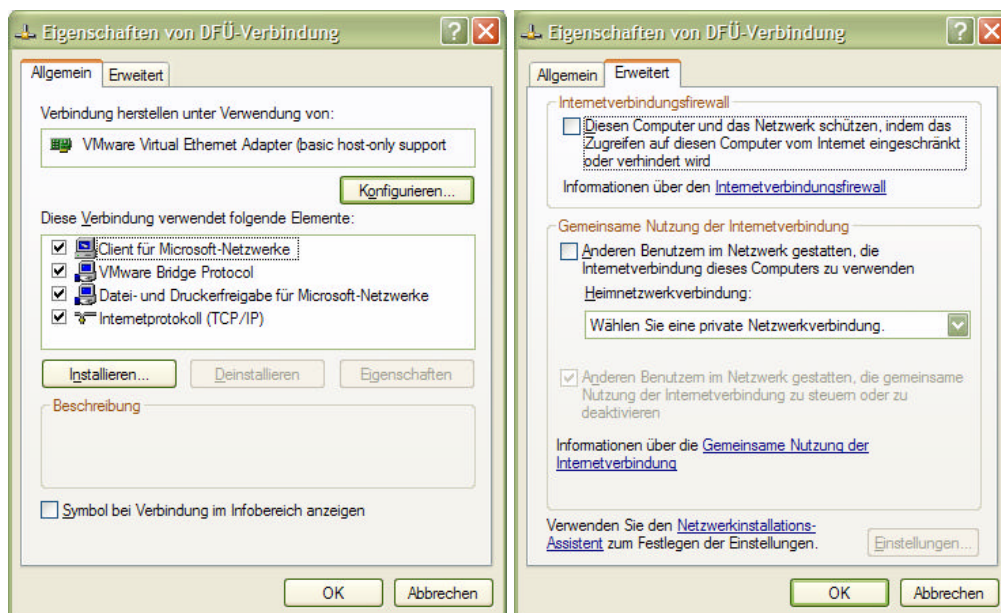 Eigenschaften von DFÜ-Verbindung
Allgemein
Erweitert
Verbindung herstellen unter Verwendung von:
VMware Virtual Ethernet Adapter (basic host-only support
Konfigurieren...
Diese Verbindung verwendet folgende Elemente:
Client für Microsoft-Netzwerke
VMware Bridge Protocol
Datei- und Druckerfreigabe für Microsoft-Netzwerke
Internetprotokoll (TCP/IP)
Installieren...
Deinstallieren
Eigenschaften
Beschreibung
Symbol bei Verbindung im Infobereich anzeigen
OK
Abbrechen
Eigenschaften von DFÜ-Verbindung
Allgemein
Erweitert
Internetverbindungsfirewall
Diesen Computer und das Netzwerk schützen, indem das
Zugreifen auf diesen Computer vom Internet eingeschränkt
oder verhindert wird
Informationen über den Internetverbindungsfirewall
Gemeinsame Nutzung der Internetverbindung
Anderen Benutzern im Netzwerk gestatten, die
Internetverbindung dieses Computers zu verwenden
Heimnetzwerkverbindung:
Wählen Sie eine private Netzwerkverbindung.
Anderen Benutzern im Netzwerk gestatten, die gemeinsame
Nutzung der Internetverbindung zu steuern oder zu
deaktivieren
Informationen über die Gemeinsame Nutzung der
Internetverbindung
Verwenden Sie den Netzwerkinstallations-
Assistent zum Festlegen der Einstellungen.
Einstellungen...
OK
Abbrechen